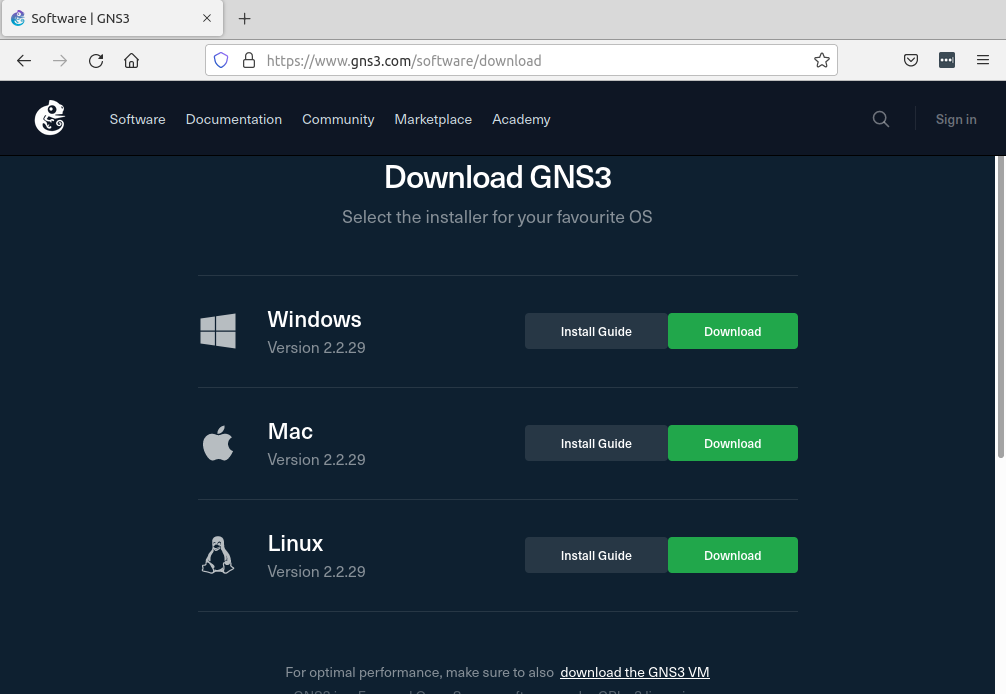 Software | GNS3
https://www.gns3.com/software/download
Software Documentation Community Marketplace Academy Sign in
Download GNS3
Select the installer for your favourite OS
Windows
Version 2.2.29
Install Guide Download
Mac
Version 2.2.29
Install Guide Download
Linux
Version 2.2.29
Install Guide Download
For optimal performance, make sure to also download the GNS3 VM